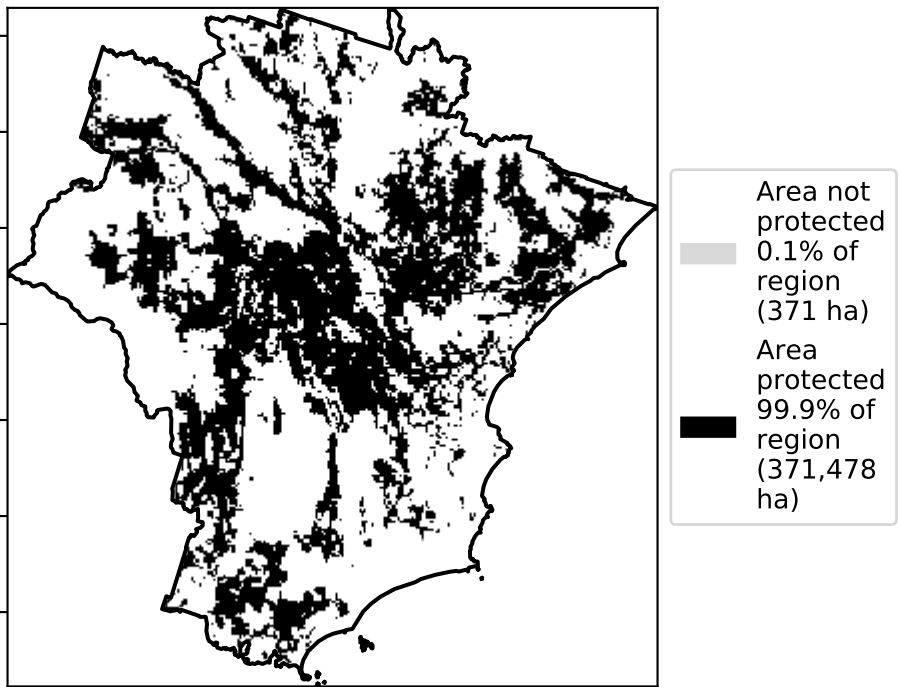 Area not
protected
0.1% of
region
(371 ha)
Area
protected
99.9% of
region
(371,478
ha)